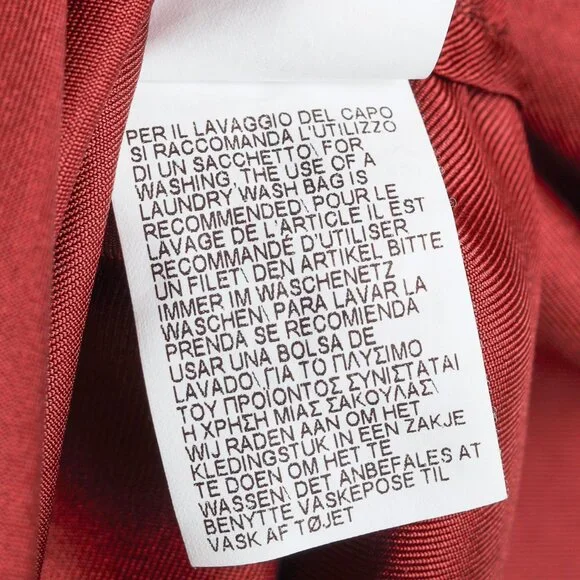 PER IL LAVAGGIO DEL CAPO
SI RACCOMANDA L'UTILIZZO
DI UN SACCHETTO\ FOR
WASHING, THE USE OF A
LAUNDRY WASH BAG IS
RECOMMENDED\ POUR LE
LAVAGE DE L'ARTICLE IL EST
RECOMMANDÉ D'UTILISER
UN FILET\ DEN ARTIKEL BITTE
IMMER IM WASCHENETZ
WASCHEN\ PARA LAVAR LA
PRENDA SE RECOMIENDA
USAR UNA BOLSA DE
LAVADO\ ΓΙΑ ΤΟ ΠΛΥΣΙΜΟ
ΤΟΥ ΠΡΟΪΟΝΤΟΣ ΣΥΝΙΣΤΑΤΑΙ
Η ΧΡΗΣΗ ΜΙΑΣ ΣΑΚΟΥΛΑΣ\
WIJ RADEN AAN OM HET
KLEDINGSTUK IN EEN ZAKJE
TE DOEN OM HET TE
WASSEN\ DET ANBEFALES AT
BENYTTE VASKEPOSE TIL
VASK AF TØJET